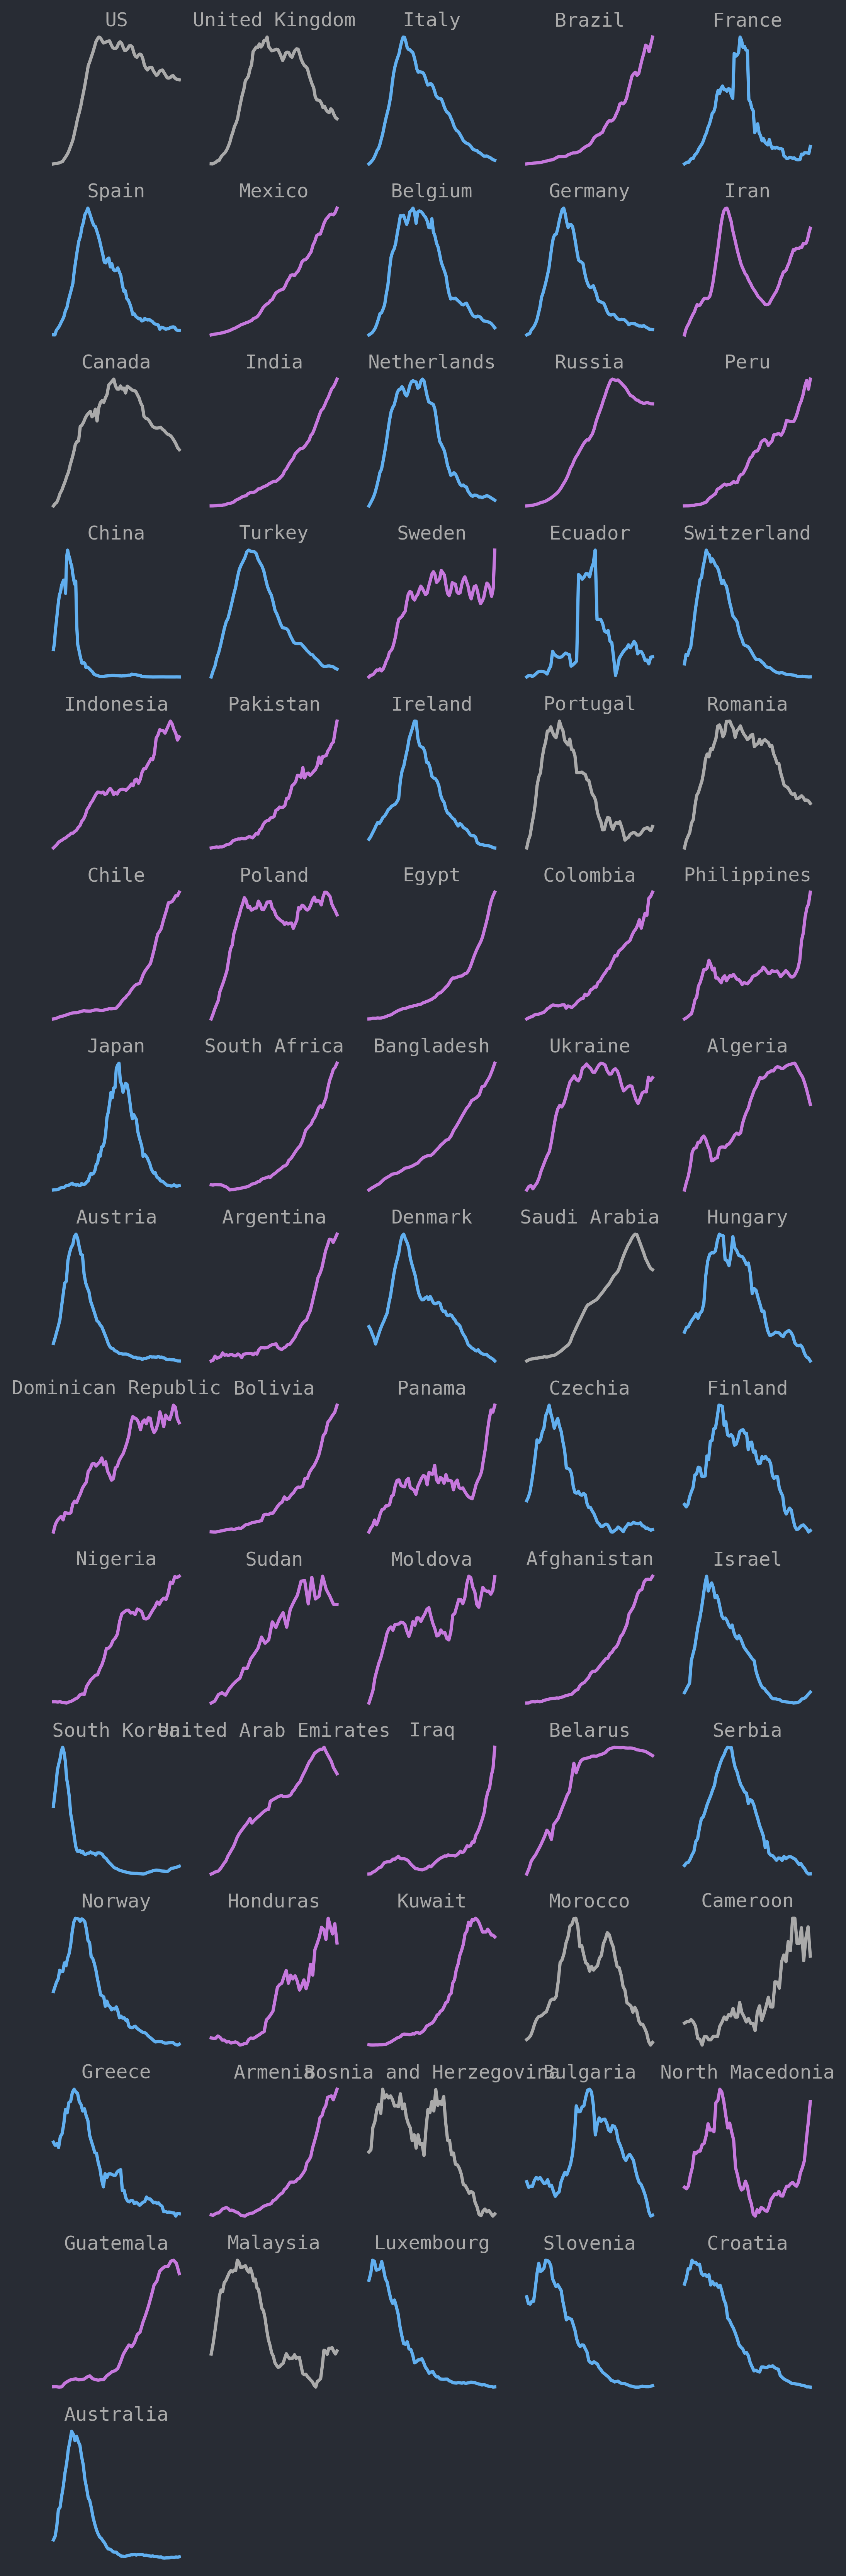 US United Kingdom Italy Brazil France
Spain Mexico Belgium Germany Iran
Canada India Netherlands Russia Peru
China Turkey Sweden Ecuador Switzerland
Indonesia Pakistan Ireland Portugal Romania
Chile Poland Egypt Colombia Philippines
Japan South Africa Bangladesh Ukraine Algeria
Austria Argentina Denmark Saudi Arabia Hungary
Dominican Republic Bolivia Panama Czechia Finland
Nigeria Sudan Moldova Afghanistan Israel
South Korea United Arab Emirates Iraq Belarus Serbia
Norway Honduras Kuwait Morocco Cameroon
Greece Armenia Bosnia and Herzegovina Bulgaria North Macedonia
Guatemala Malaysia Luxembourg Slovenia Croatia
Australia